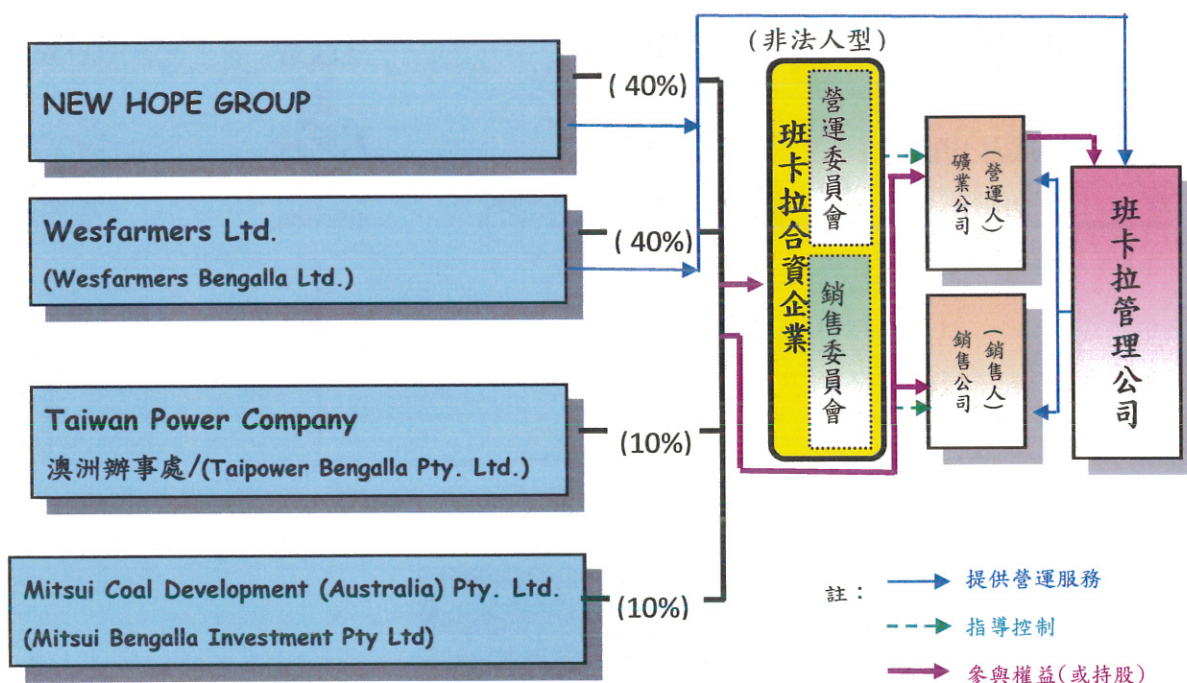 NEW HOPE GROUP
( 40%)
Wesfarmers Ltd.
(Wesfarmers Bengalla Ltd.)
( 40%)
Taiwan Power Company
澳洲辦事處/(Taipower Bengalla Pty. Ltd.)
(10%)
Mitsui Coal Development (Australia) Pty. Ltd.
(Mitsui Bengalla Investment Pty Ltd)
(10%)
(非法人型)
班卡拉合資企業
營運委員會
銷售委員會
(營運人)
礦業公司
(銷售人)
銷售公司
班卡拉管理公司
註：
提供營運服務
指導控制
參與權益(或持股)